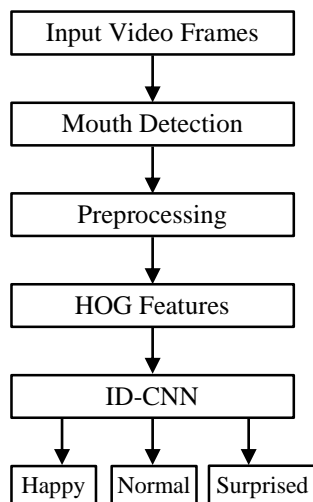 Input Video Frames
Mouth Detection
Preprocessing
HOG Features
ID-CNN
Happy Normal Surprised